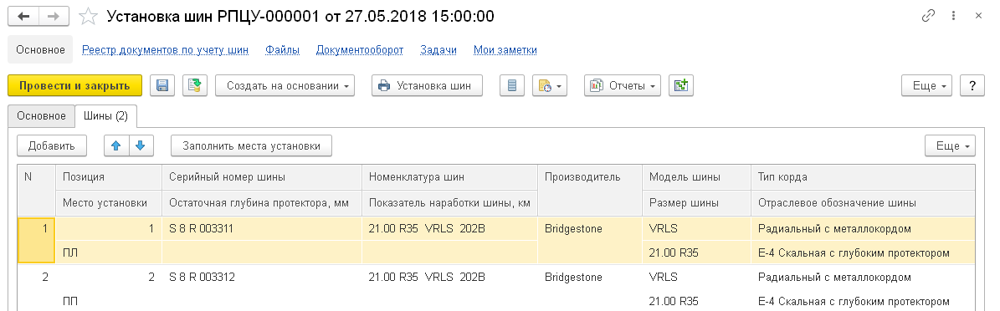 Установка шин РПЦУ-000001 от 27.05.2018 15:00:00
Основное Реестр документов по учету шин Файлы Документооборот Задачи Мои заметки
Провести и закрыть Создать на основании Установка шин Отчеты Еще ?
Основное Шины (2)
Добавить Заполнить места установки Еще
N Позиция Серийный номер шины Номенклатура шин Производитель Модель шины Тип корда
Место установки Остаточная глубина протектора, мм Показатель наработки шины, км Размер шины Отраслевое обозначение шины
1 1 S 8 R 003311 21.00 R35 VRLS 202B Bridgestone VRLS Радиальный с металлокордом
ПЛ 21.00 R35 Е-4 Скальная с глубоким протектором
2 2 S 8 R 003312 21.00 R35 VRLS 202B Bridgestone VRLS Радиальный с металлокордом
ПП 21.00 R35 Е-4 Скальная с глубоким протектором